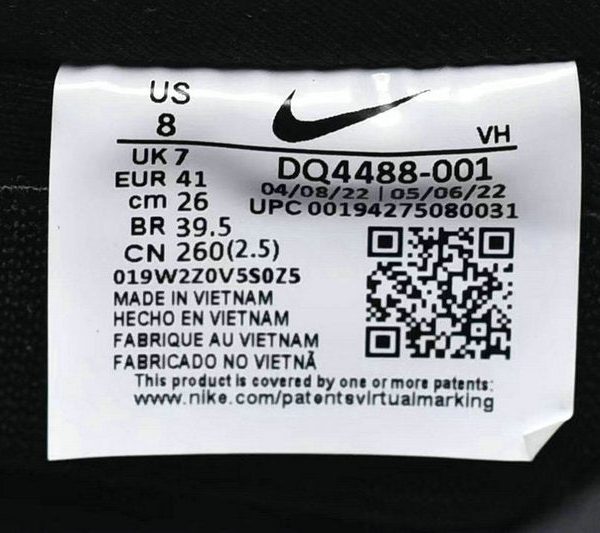 US
8
VH
UK 7
EUR 41
cm 26
BR 39.5
CN 260(2.5)
DQ4488-001
04/08/22 | 05/06/22
UPC 00194275080031
019W2Z0V5S0Z5
MADE IN VIETNAM
HECHO EN VIETNAM
FABRIQUE AU VIETNAM
FABRICADO NO VIETNÃ
This product is covered by one or more patents:
www.nike.com/patentsvirtualmarking